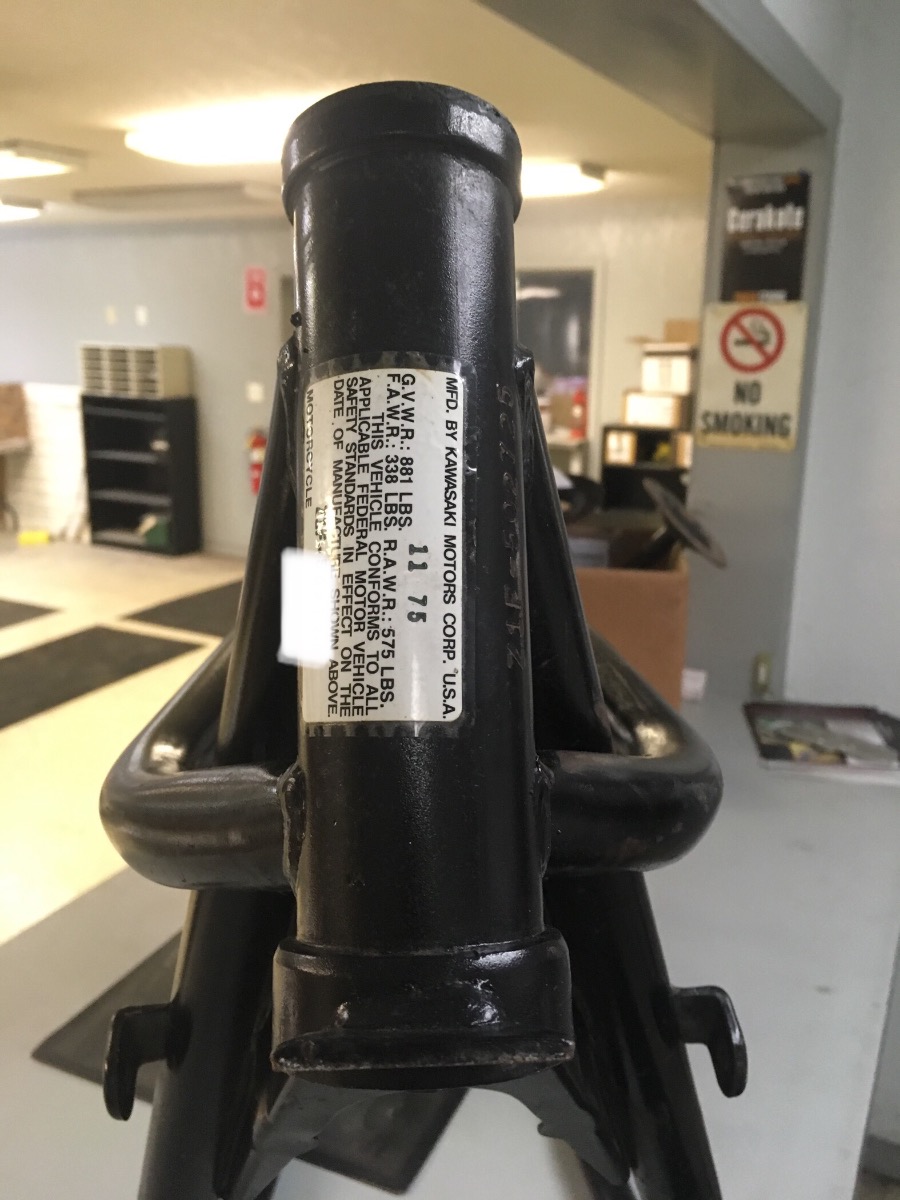 MFD. BY KAWASAKI MOTORS CORP. U.S.A.
11 75
G.V.W.R.: 881 LBS.
F.A.W.R.: 338 LBS. R.A.W.R.: 575 LBS.
THIS VEHICLE CONFORMS TO ALL
APPLICABLE FEDERAL MOTOR VEHICLE
SAFETY STANDARDS IN EFFECT ON THE
DATE OF MANUFACTURE SHOWN ABOVE.
MOTORCYCLE
Cerakote
NO
SMOKING